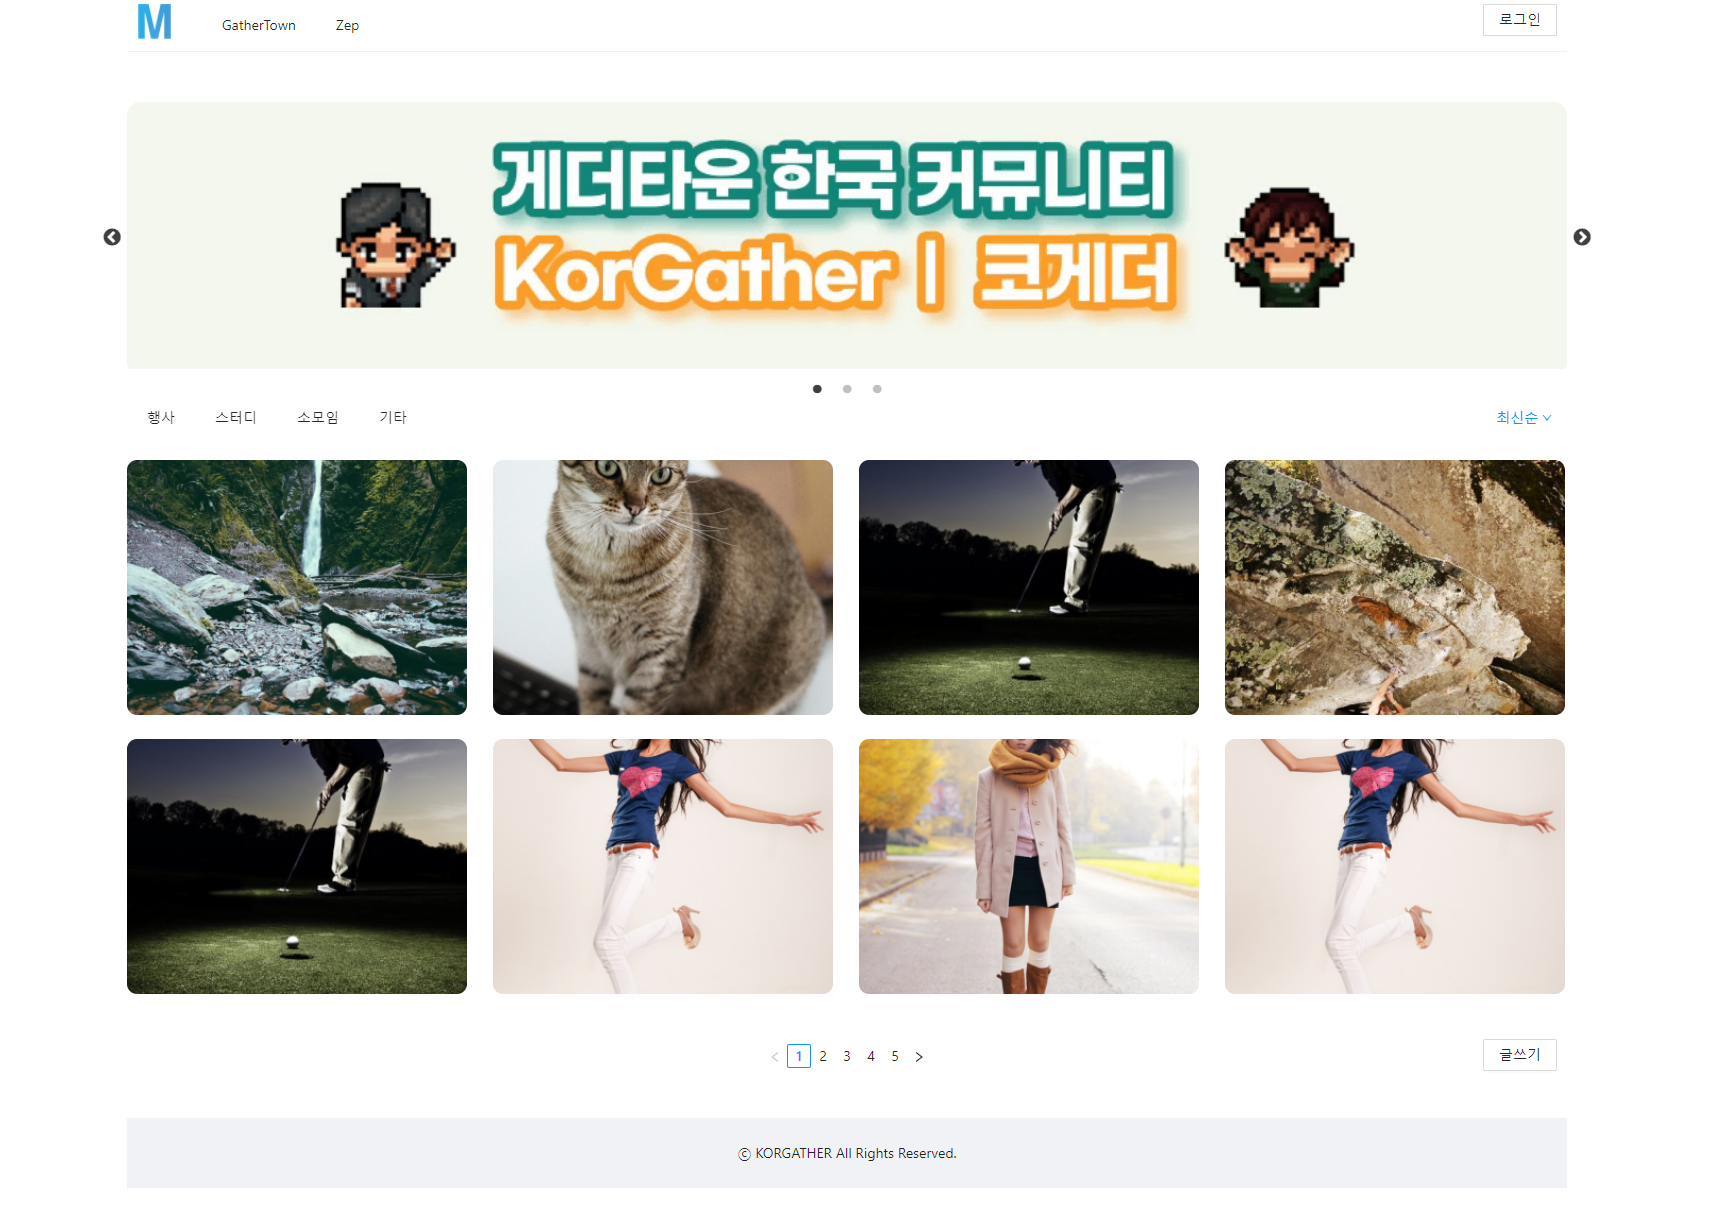 M
GatherTown
Zep
로그인
게더타운 한국 커뮤니티
KorGather | 코게더
행사
스터디
소모임
기타
최신순
1 2 3 4 5
글쓰기
ⓒ KORGATHER All Rights Reserved.